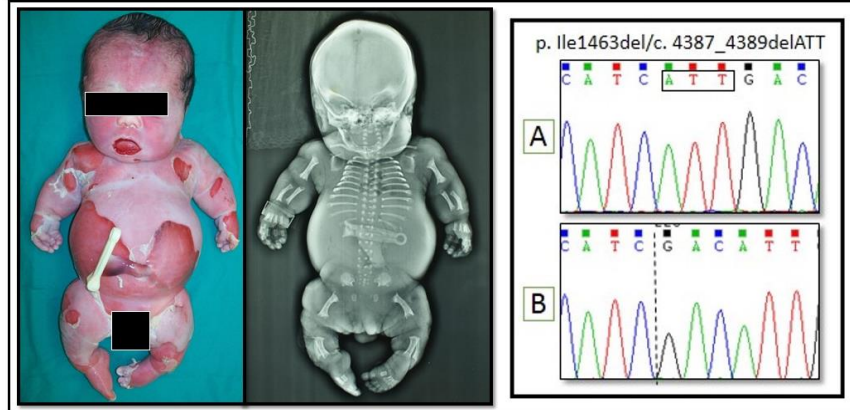 p. Ile1463del/c. 4387_4389delATT
A
C A T C A T T G A C
B
C A T C G A C A T T